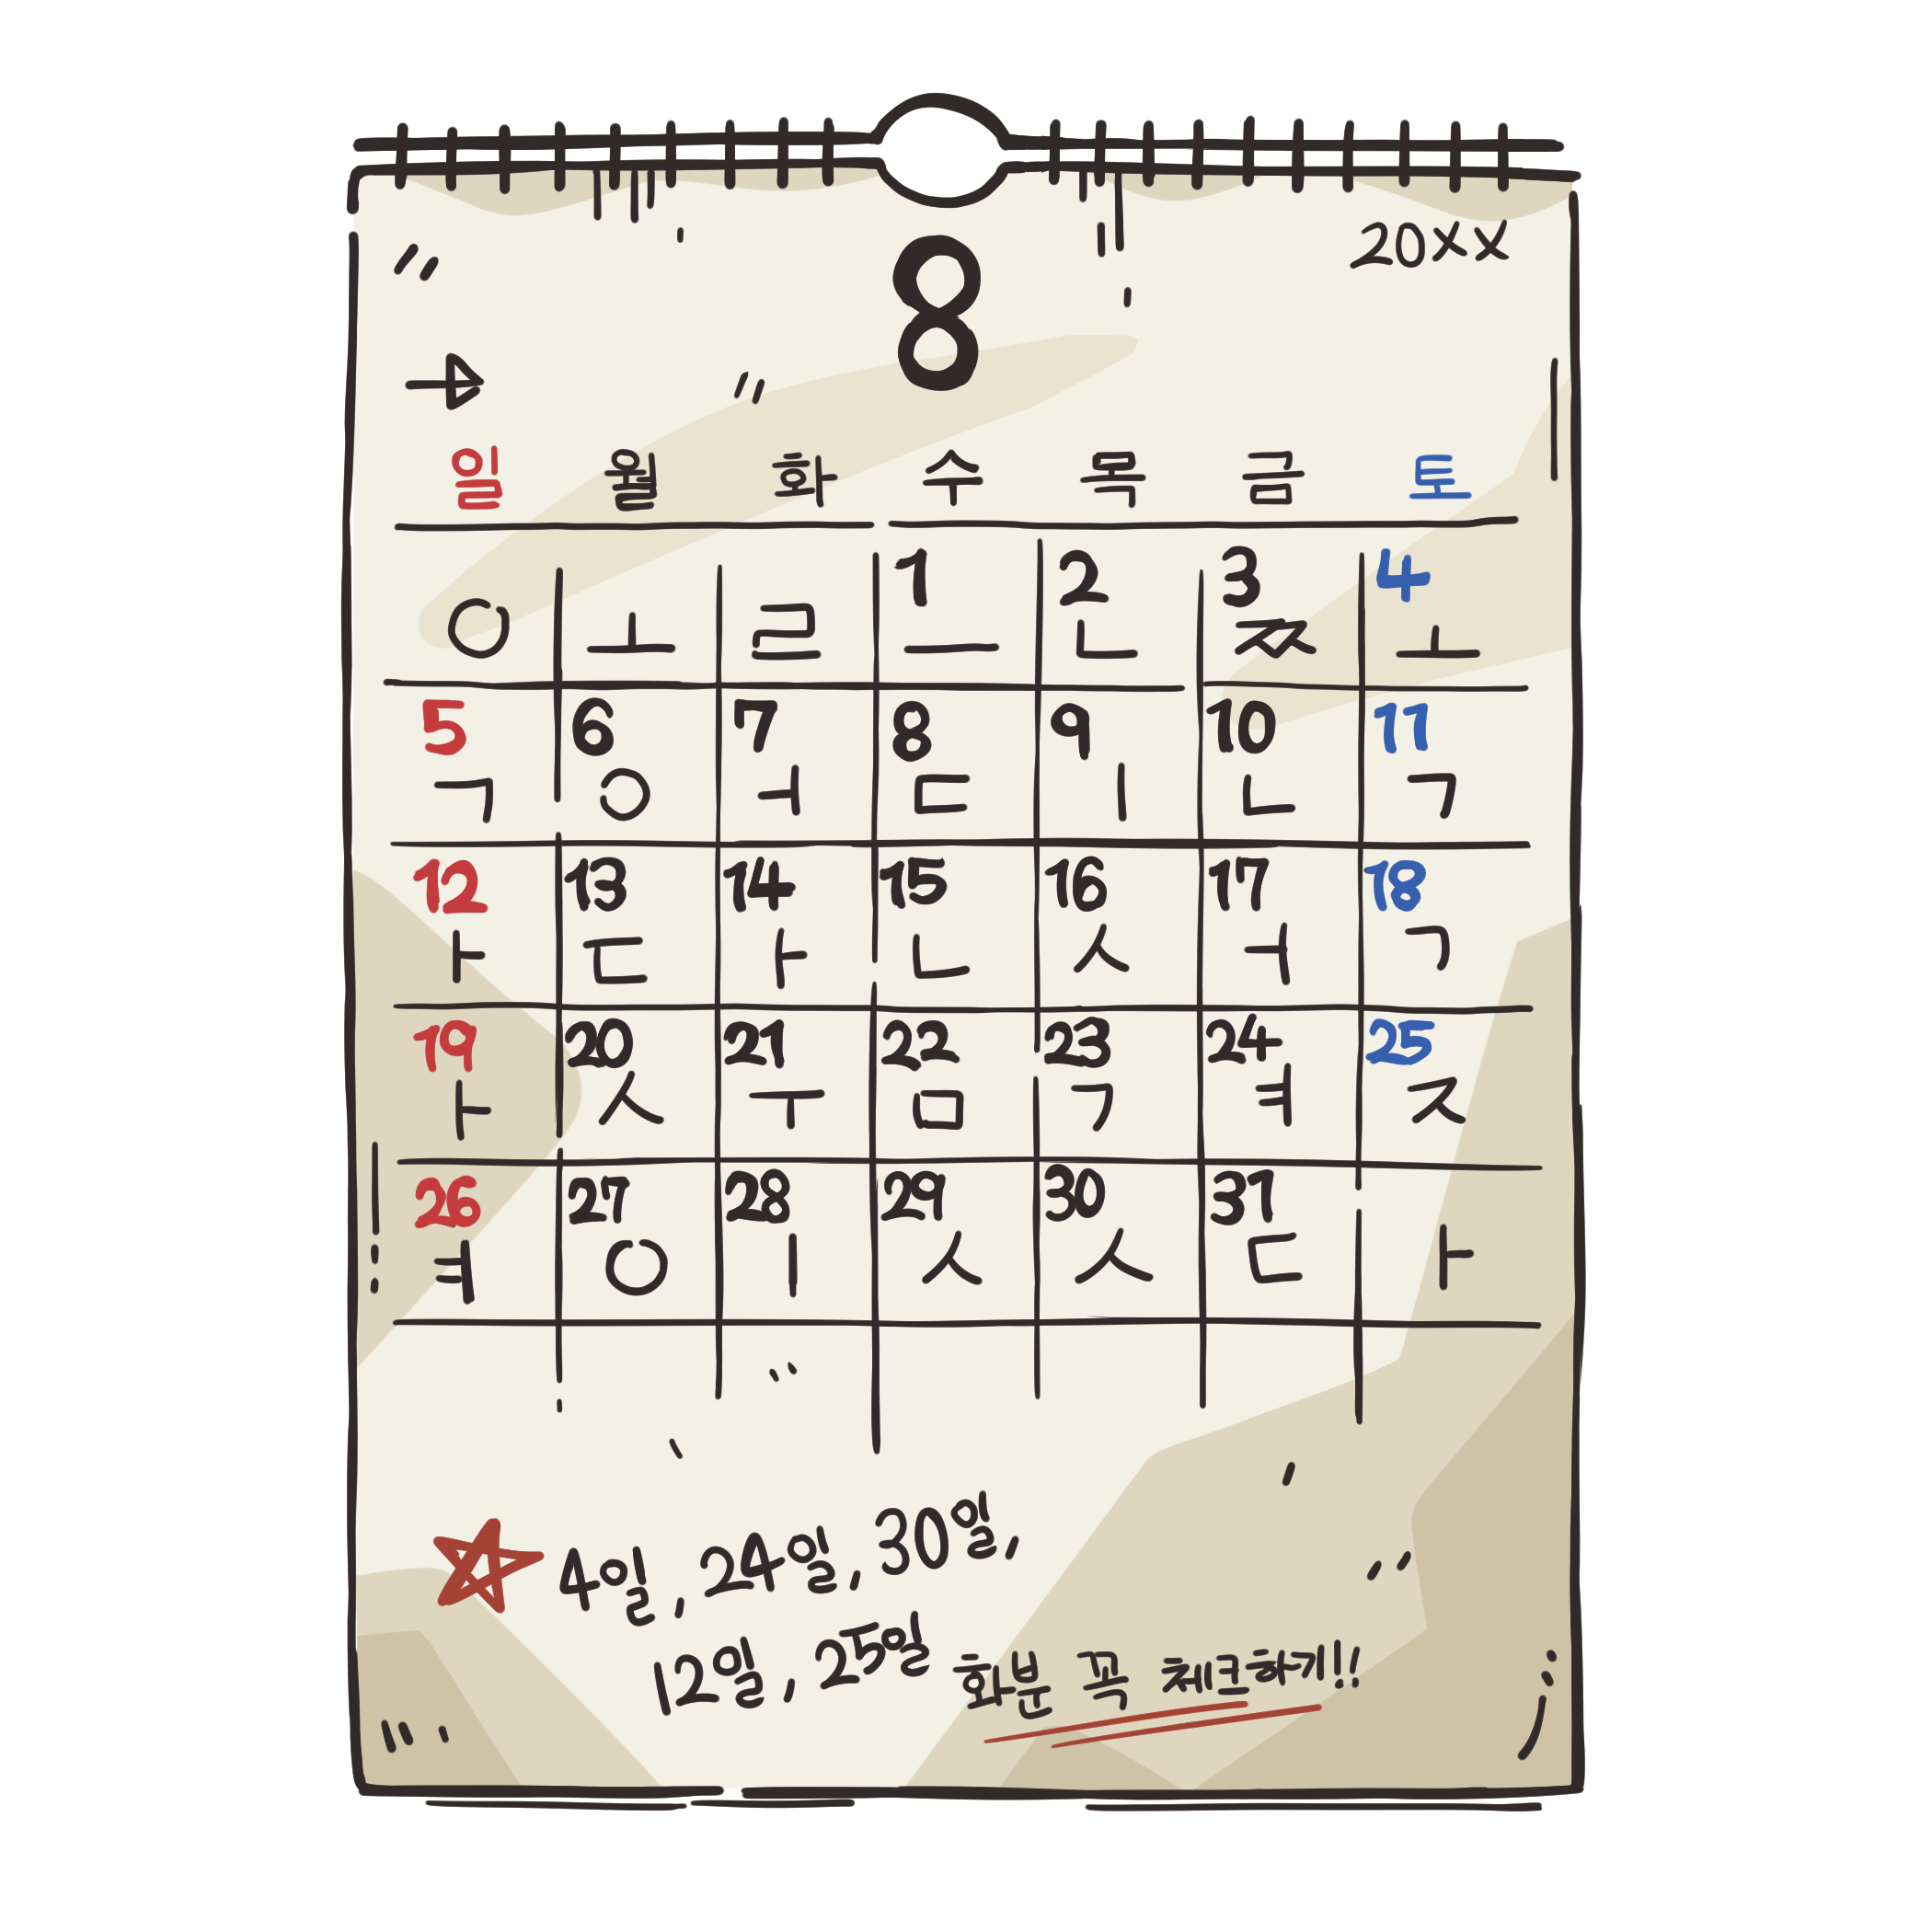 20xx
8
일 월 화 수 목 금 토
1 2 3 4
ㅇ ㅗ ㄹ ㅡ ㄴ ㅈ ㅗ
5 6 7 8 9 10 11
ㄱ ㅇ ㅓ ㄷ ㅣ ㄴ ㄱ
12 13 14 15 16 17 18
ㅏ ㄷ ㅏ ㄴ ㅅ ㅓ ㄱ
19 20 21 22 23 24 25
ㅏ ㅅ ㅜ ㅁ ㄱ ㅕ ㅈ
26 27 28 29 30 31
ㅕ ㅇ ㅣ ㅅ ㅅ ㄷ ㅏ
4일, 24일, 30일,
12일, 25일 화분 꼭 체크하기!!